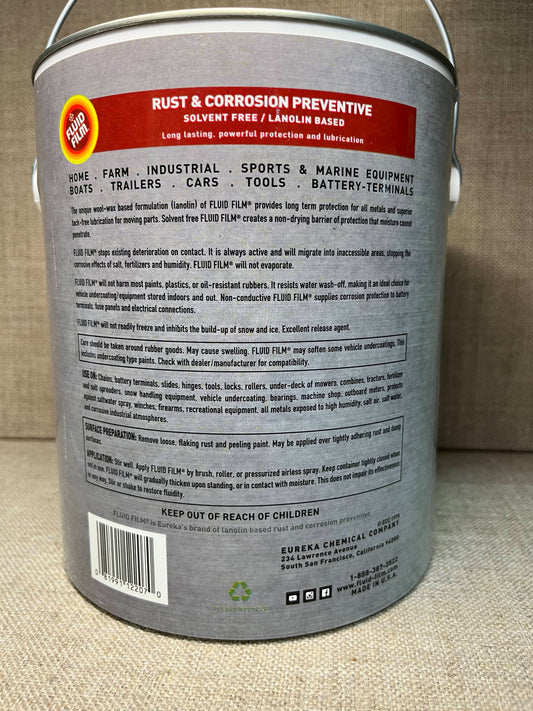 FLUID FILM®
RUST & CORROSION PREVENTIVE
SOLVENT FREE / LANOLIN BASED
Long lasting, powerful protection and lubrication
HOME . FARM . INDUSTRIAL . SPORTS & MARINE EQUIPMENT
BOATS . TRAILERS . CARS . TOOLS . BATTERY-TERMINALS
The unique wool-wax based formulation (lanolin) of FLUID FILM® provides long term protection for all metals and superior
lack-free lubrication for moving parts. Solvent free FLUID FILM® creates a non-drying barrier of protection that moisture cannot
penetrate.
FLUID FILM® stops existing deterioration on contact. It is always active and will migrate into inaccessible areas, stopping the
corrosive effects of salt, fertilizers and humidity. FLUID FILM® will not evaporate.
FLUID FILM® will not harm most paints, plastics, or oil-resistant rubbers. It resists water wash-off, making it an ideal choice for
vehicle undercoating/equipment stored indoors and out. Non-conductive FLUID FILM® supplies corrosion protection to battery
terminals, fuse panels and electrical connections.
FLUID FILM® will not readily freeze and inhibits the build-up of snow and ice. Excellent release agent.
Care should be taken around rubber goods. May cause swelling. FLUID FILM® may soften some vehicle undercoatings. This
includes undercoating type paints. Check with dealer/manufacturer for compatibility.
USE ON: Chains, battery terminals, slides, hinges, tools, locks, rollers, under-deck of mowers, combines, tractors, fertilizer
and salt spreaders, snow handling equipment, vehicle undercoating, bearings, machine shop, outboard motors, protects
against saltwater spray, winches, firearms, recreational equipment, all metals exposed to high humidity, salt air, salt water,
and corrosive industrial atmospheres.
SURFACE PREPARATION: Remove loose, flaking rust and peeling paint. May be applied over tightly adhering rust and damp
surfaces.
APPLICATION: Stir well. Apply FLUID FILM® by brush, roller, or pressurized airless spray. Keep container tightly closed when
not in use. FLUID FILM® will gradually thicken upon standing, or in contact with moisture. This does not impair its effectiveness
in any way. Stir or shake to restore fluidity.
KEEP OUT OF REACH OF CHILDREN
FLUID FILM® is Eureka's brand of lanolin based rust and corrosion preventive
©ECC 1975
EUREKA CHEMICAL COMPANY
234 Lawrence Avenue
South San Francisco, California 94080
1-888-387-3522
www.fluid-film.com
MADE IN U.S.A.
0 61991 12207 0
PLEASE RECYCLE